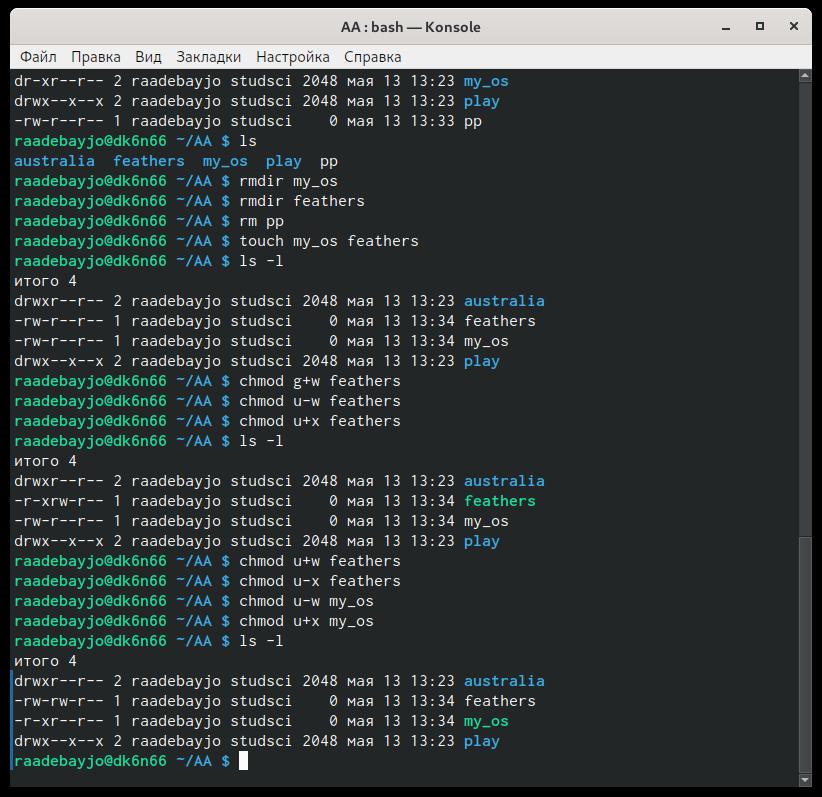 AA : bash — Konsole
Файл Правка Вид Закладки Настройка Справка
dr-xr--r-- 2 raadebayjo studsci 2048 мая 13 13:23 my_os
drwx--x--x 2 raadebayjo studsci 2048 мая 13 13:23 play
-rw-r--r-- 1 raadebayjo studsci    0 мая 13 13:33 pp
raadebayjo@dk6n66 ~/AA $ ls
australia  feathers  my_os  play  pp
raadebayjo@dk6n66 ~/AA $ rmdir my_os
raadebayjo@dk6n66 ~/AA $ rmdir feathers
raadebayjo@dk6n66 ~/AA $ rm pp
raadebayjo@dk6n66 ~/AA $ touch my_os feathers
raadebayjo@dk6n66 ~/AA $ ls -l
итого 4
drwxr--r-- 2 raadebayjo studsci 2048 мая 13 13:23 australia
-rw-r--r-- 1 raadebayjo studsci    0 мая 13 13:34 feathers
-rw-r--r-- 1 raadebayjo studsci    0 мая 13 13:34 my_os
drwx--x--x 2 raadebayjo studsci 2048 мая 13 13:23 play
raadebayjo@dk6n66 ~/AA $ chmod g+w feathers
raadebayjo@dk6n66 ~/AA $ chmod u-w feathers
raadebayjo@dk6n66 ~/AA $ chmod u+x feathers
raadebayjo@dk6n66 ~/AA $ ls -l
итого 4
drwxr--r-- 2 raadebayjo studsci 2048 мая 13 13:23 australia
-r-xrw-r-- 1 raadebayjo studsci    0 мая 13 13:34 feathers
-rw-r--r-- 1 raadebayjo studsci    0 мая 13 13:34 my_os
drwx--x--x 2 raadebayjo studsci 2048 мая 13 13:23 play
raadebayjo@dk6n66 ~/AA $ chmod u+w feathers
raadebayjo@dk6n66 ~/AA $ chmod u-x feathers
raadebayjo@dk6n66 ~/AA $ chmod u-w my_os
raadebayjo@dk6n66 ~/AA $ chmod u+x my_os
raadebayjo@dk6n66 ~/AA $ ls -l
итого 4
drwxr--r-- 2 raadebayjo studsci 2048 мая 13 13:23 australia
-rw-rw-r-- 1 raadebayjo studsci    0 мая 13 13:34 feathers
-r-xr--r-- 1 raadebayjo studsci    0 мая 13 13:34 my_os
drwx--x--x 2 raadebayjo studsci 2048 мая 13 13:23 play
raadebayjo@dk6n66 ~/AA $